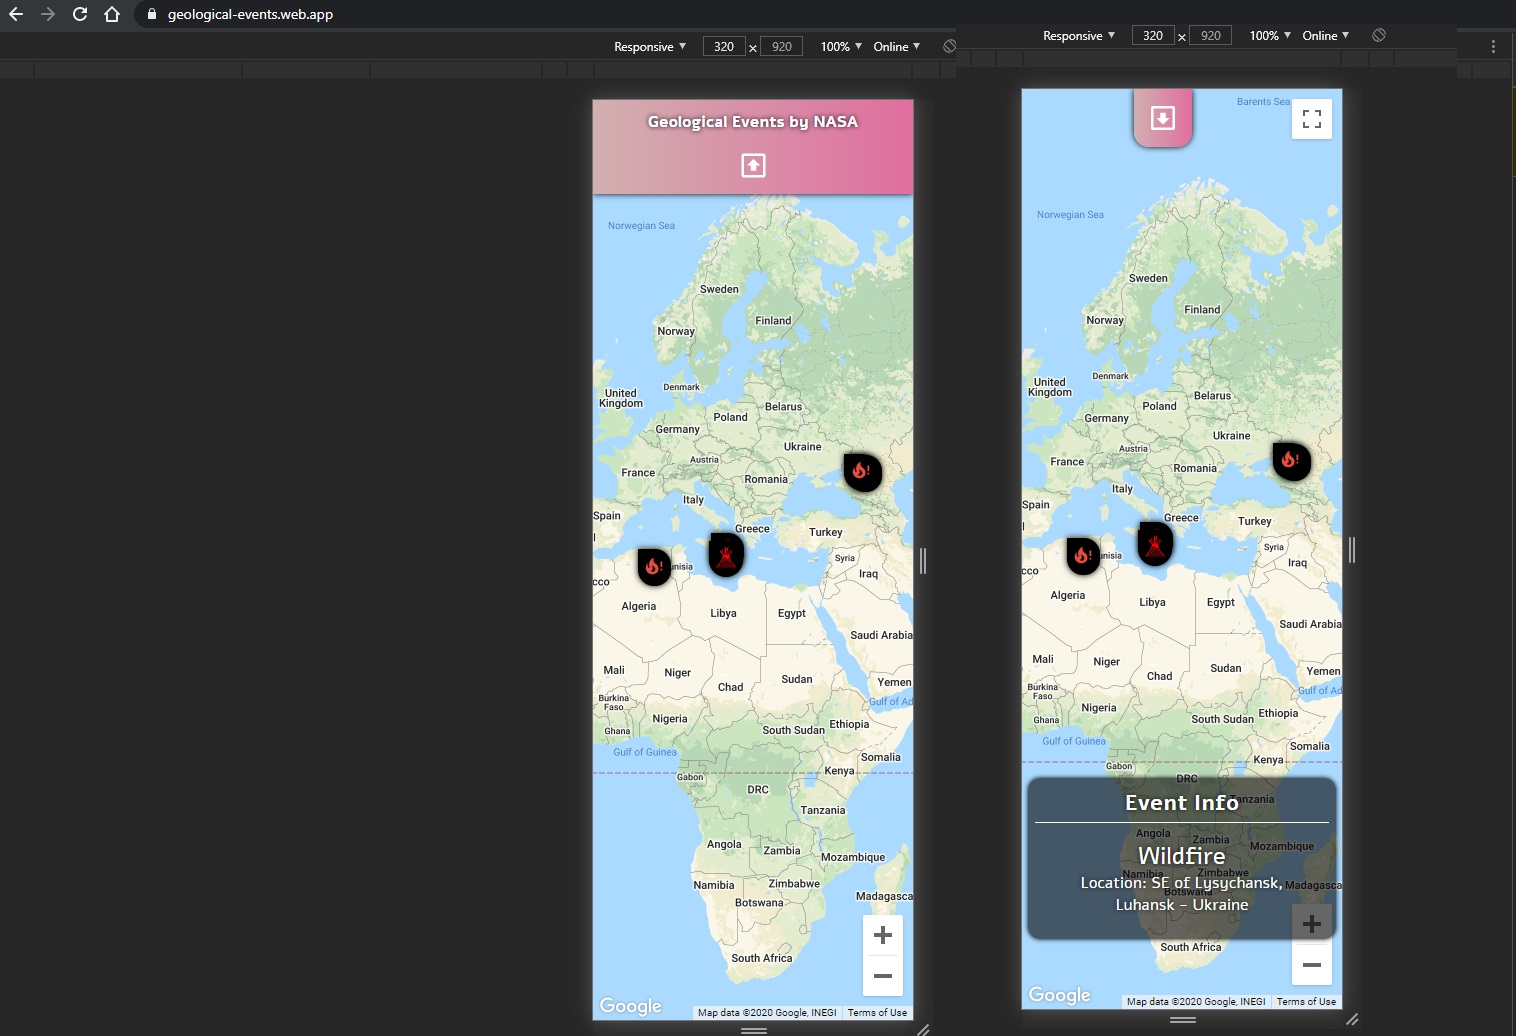 geological-events.web.app
Responsive 320 × 920 100% Online
Geological Events by NASA
Norwegian Sea
Sweden
Finland
Norway
United
Kingdom
Denmark
Belarus
Poland
Germany
Ukraine
Austria
France
Romania
Italy
Spain
Greece
Turkey
Syria
unisia
Iraq
cco
Algeria
Libya
Egypt
Saudi Arabia
Mali
Niger
Chad
Sudan
Yemen
Burkina
Faso
Gulf of Ad
Nigeria
Ghana
South Sudan
Ethiopia
Gulf of Guinea
Somalia
Gabon
Kenya
DRC
Tanzania
Angola
Zambia
Mozambique
Namibia
Zimbabwe
Botswana
Madagasca
South Africa
Google
Map data ©2020 Google, INEGI
Terms of Use
Responsive 320 × 920 100% Online
Barents Sea
Norwegian Sea
Sweden
Finland
Norway
United
Kingdom
Denmark
Belarus
Poland
Germany
Ukraine
Austria
France
Romania
Italy
Spain
Greece
Turkey
Syria
unisia
Iraq
cco
Algeria
Libya
Egypt
Saudi Arabia
Mali
Niger
Chad
Sudan
Yemen
Burkina
Faso
Gulf of Ad
Nigeria
Ghana
South Sudan
Ethiopia
Gulf of Guinea
Somalia
Gabon
Kenya
DRC
Event Info
Tanzania
Angola
Zambia
Mozambique
Wildfire
Namibia
Zimbabwe
Location: SE of Lysychansk,
Madagasca
Botswana
Luhansk - Ukraine
South Africa
Google
Map data ©2020 Google, INEGI
Terms of Use